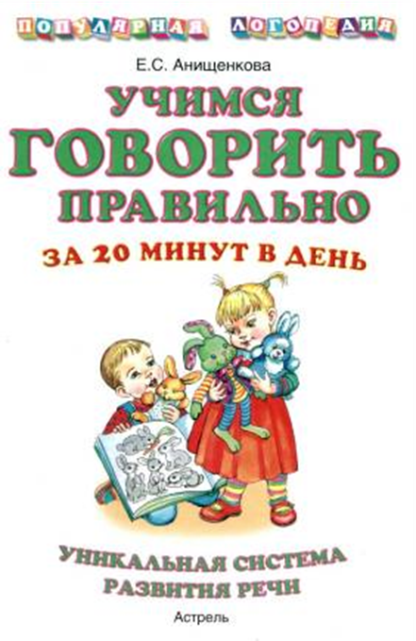 ПОПУЛЯРНАЯ ЛОГОПЕДИЯ
Е.С. Анищенкова
УЧИМСЯ
ГОВОРИТЬ
ПРАВИЛЬНО
ЗА 20 МИНУТ В ДЕНЬ
УНИКАЛЬНАЯ СИСТЕМА
РАЗВИТИЯ РЕЧИ
Астрель